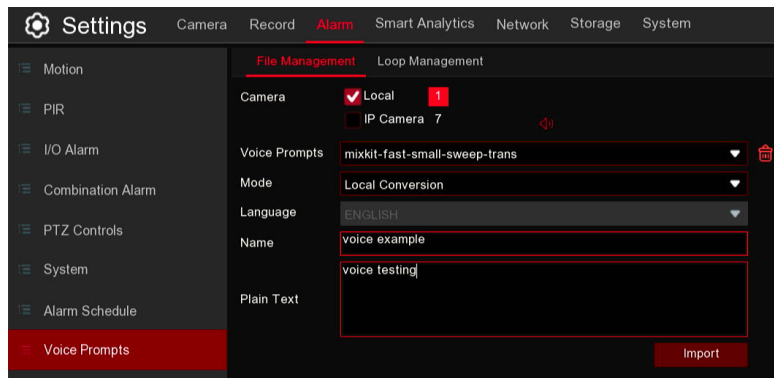 Settings Camera Record Alarm Smart Analytics Network Storage System
File Management Loop Management
Motion
PIR
I/O Alarm
Combination Alarm
PTZ Controls
System
Alarm Schedule
Voice Prompts
Camera Local 1
IP Camera 7
Voice Prompts mixkit-fast-small-sweep-trans
Mode Local Conversion
Language ENGLISH
Name voice example
Plain Text voice testing
Import